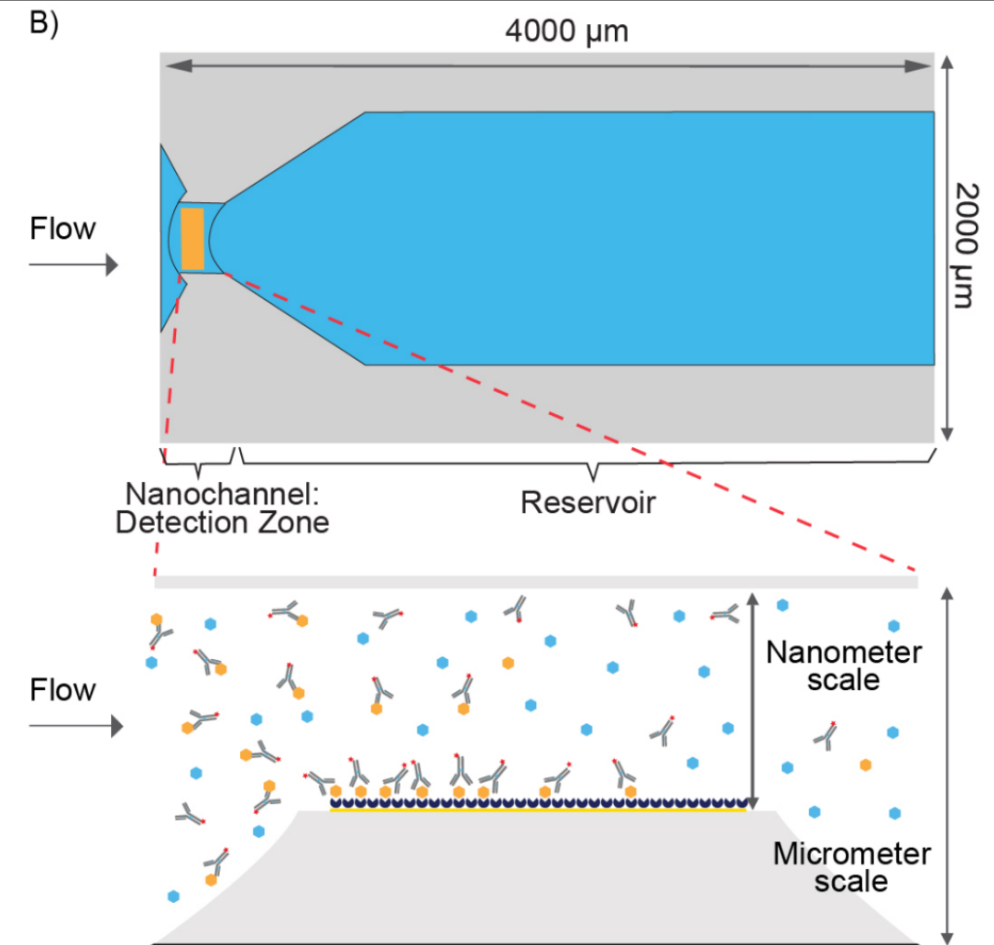 B)
4000 µm
Flow
2000 µm
Nanochannel:
Detection Zone
Reservoir
Flow
Nanometer
scale
Micrometer
scale